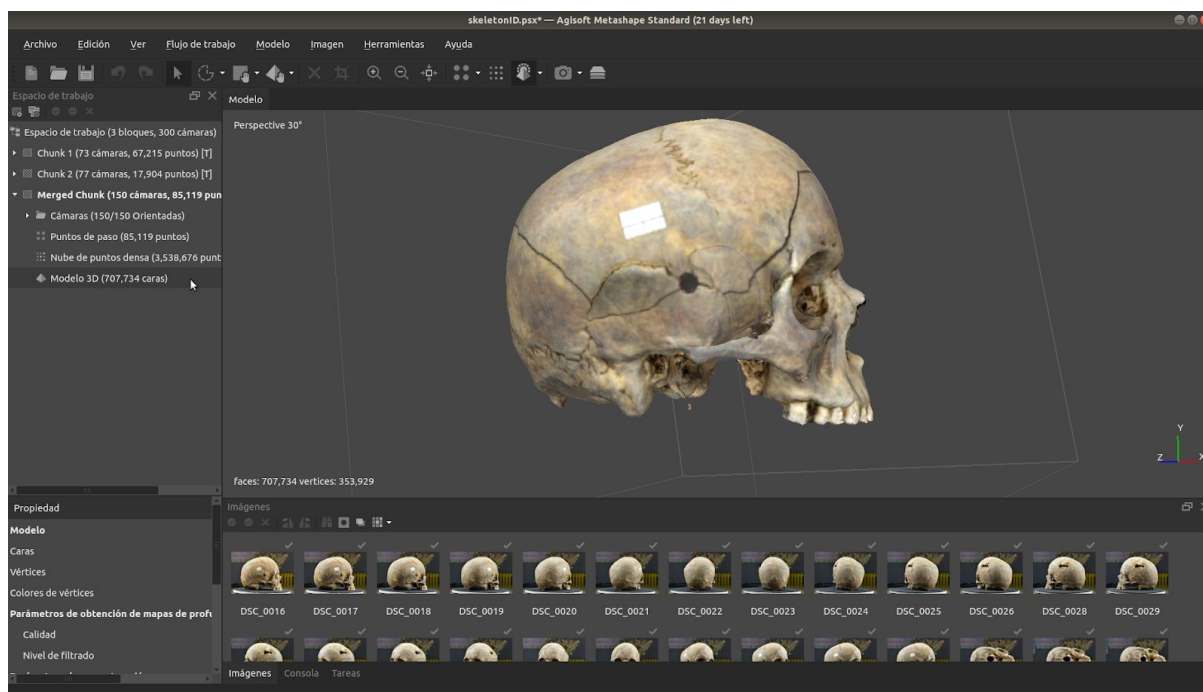 skeletonID.psx* — Agisoft Metashape Standard (21 days left)
Archivo Edición Ver Flujo de trabajo Modelo Imagen Herramientas Ayuda
Espacio de trabajo
Modelo
Espacio de trabajo (3 bloques, 300 cámaras)
Chunk 1 (73 cámaras, 67,215 puntos) [T]
Chunk 2 (77 cámaras, 17,904 puntos) [T]
Merged Chunk (150 cámaras, 85,119 pun
Cámaras (150/150 Orientadas)
Puntos de paso (85,119 puntos)
Nube de puntos densa (3,538,676 punt
Modelo 3D (707,734 caras)
Perspective 30°
Y
Z X
faces: 707,734 vertices: 353,929
Propiedad
Modelo
Caras
Vértices
Colores de vértices
Parámetros de obtención de mapas de profu
Calidad
Nivel de filtrado
Imágenes
DSC_0016 DSC_0017 DSC_0018 DSC_0019 DSC_0020 DSC_0021 DSC_0022 DSC_0023 DSC_0024 DSC_0025 DSC_0026 DSC_0028 DSC_0029
Imágenes Consola Tareas